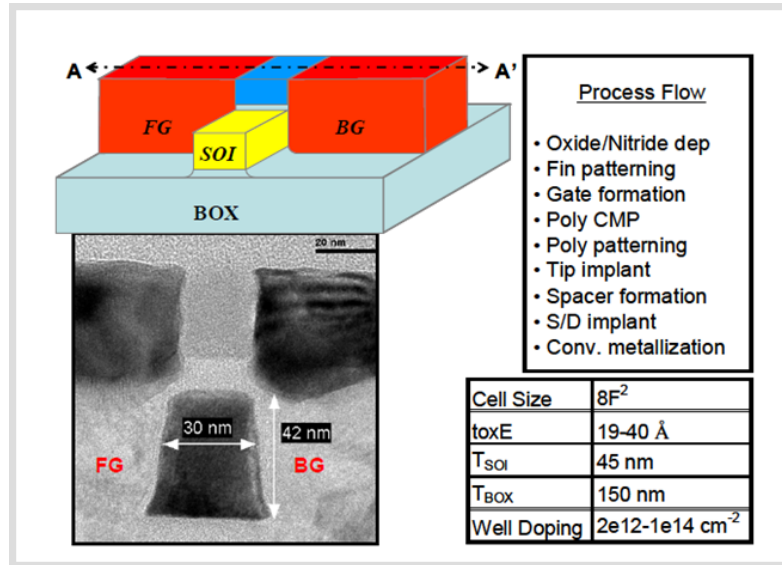 A
A'
FG
BG
SOI
BOX
20 nm
30 nm
42 nm
FG
BG
Process Flow
• Oxide/Nitride dep
• Fin patterning
• Gate formation
• Poly CMP
• Poly patterning
• Tip implant
• Spacer formation
• S/D implant
• Conv. metallization
Cell Size 8F²
toxE 19-40 Å
T_SOI 45 nm
T_BOX 150 nm
Well Doping 2e12-1e14 cm⁻²